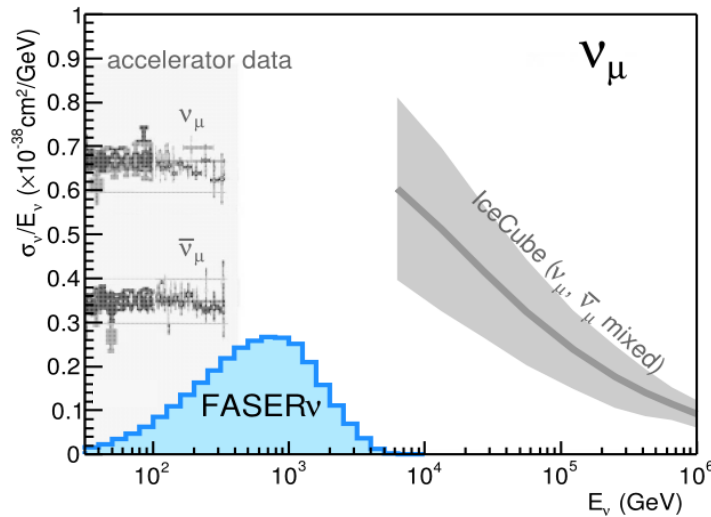 1
0.9
0.8
0.7
0.6
0.5
0.4
0.3
0.2
0.1
0
σν/Eν (×10⁻³⁸cm²/GeV)
accelerator data
νμ
νμ
ν̅μ
IceCube (νμ, ν̅μ mixed)
FASERν
10² 10³ 10⁴ 10⁵ 10⁶
Eν (GeV)